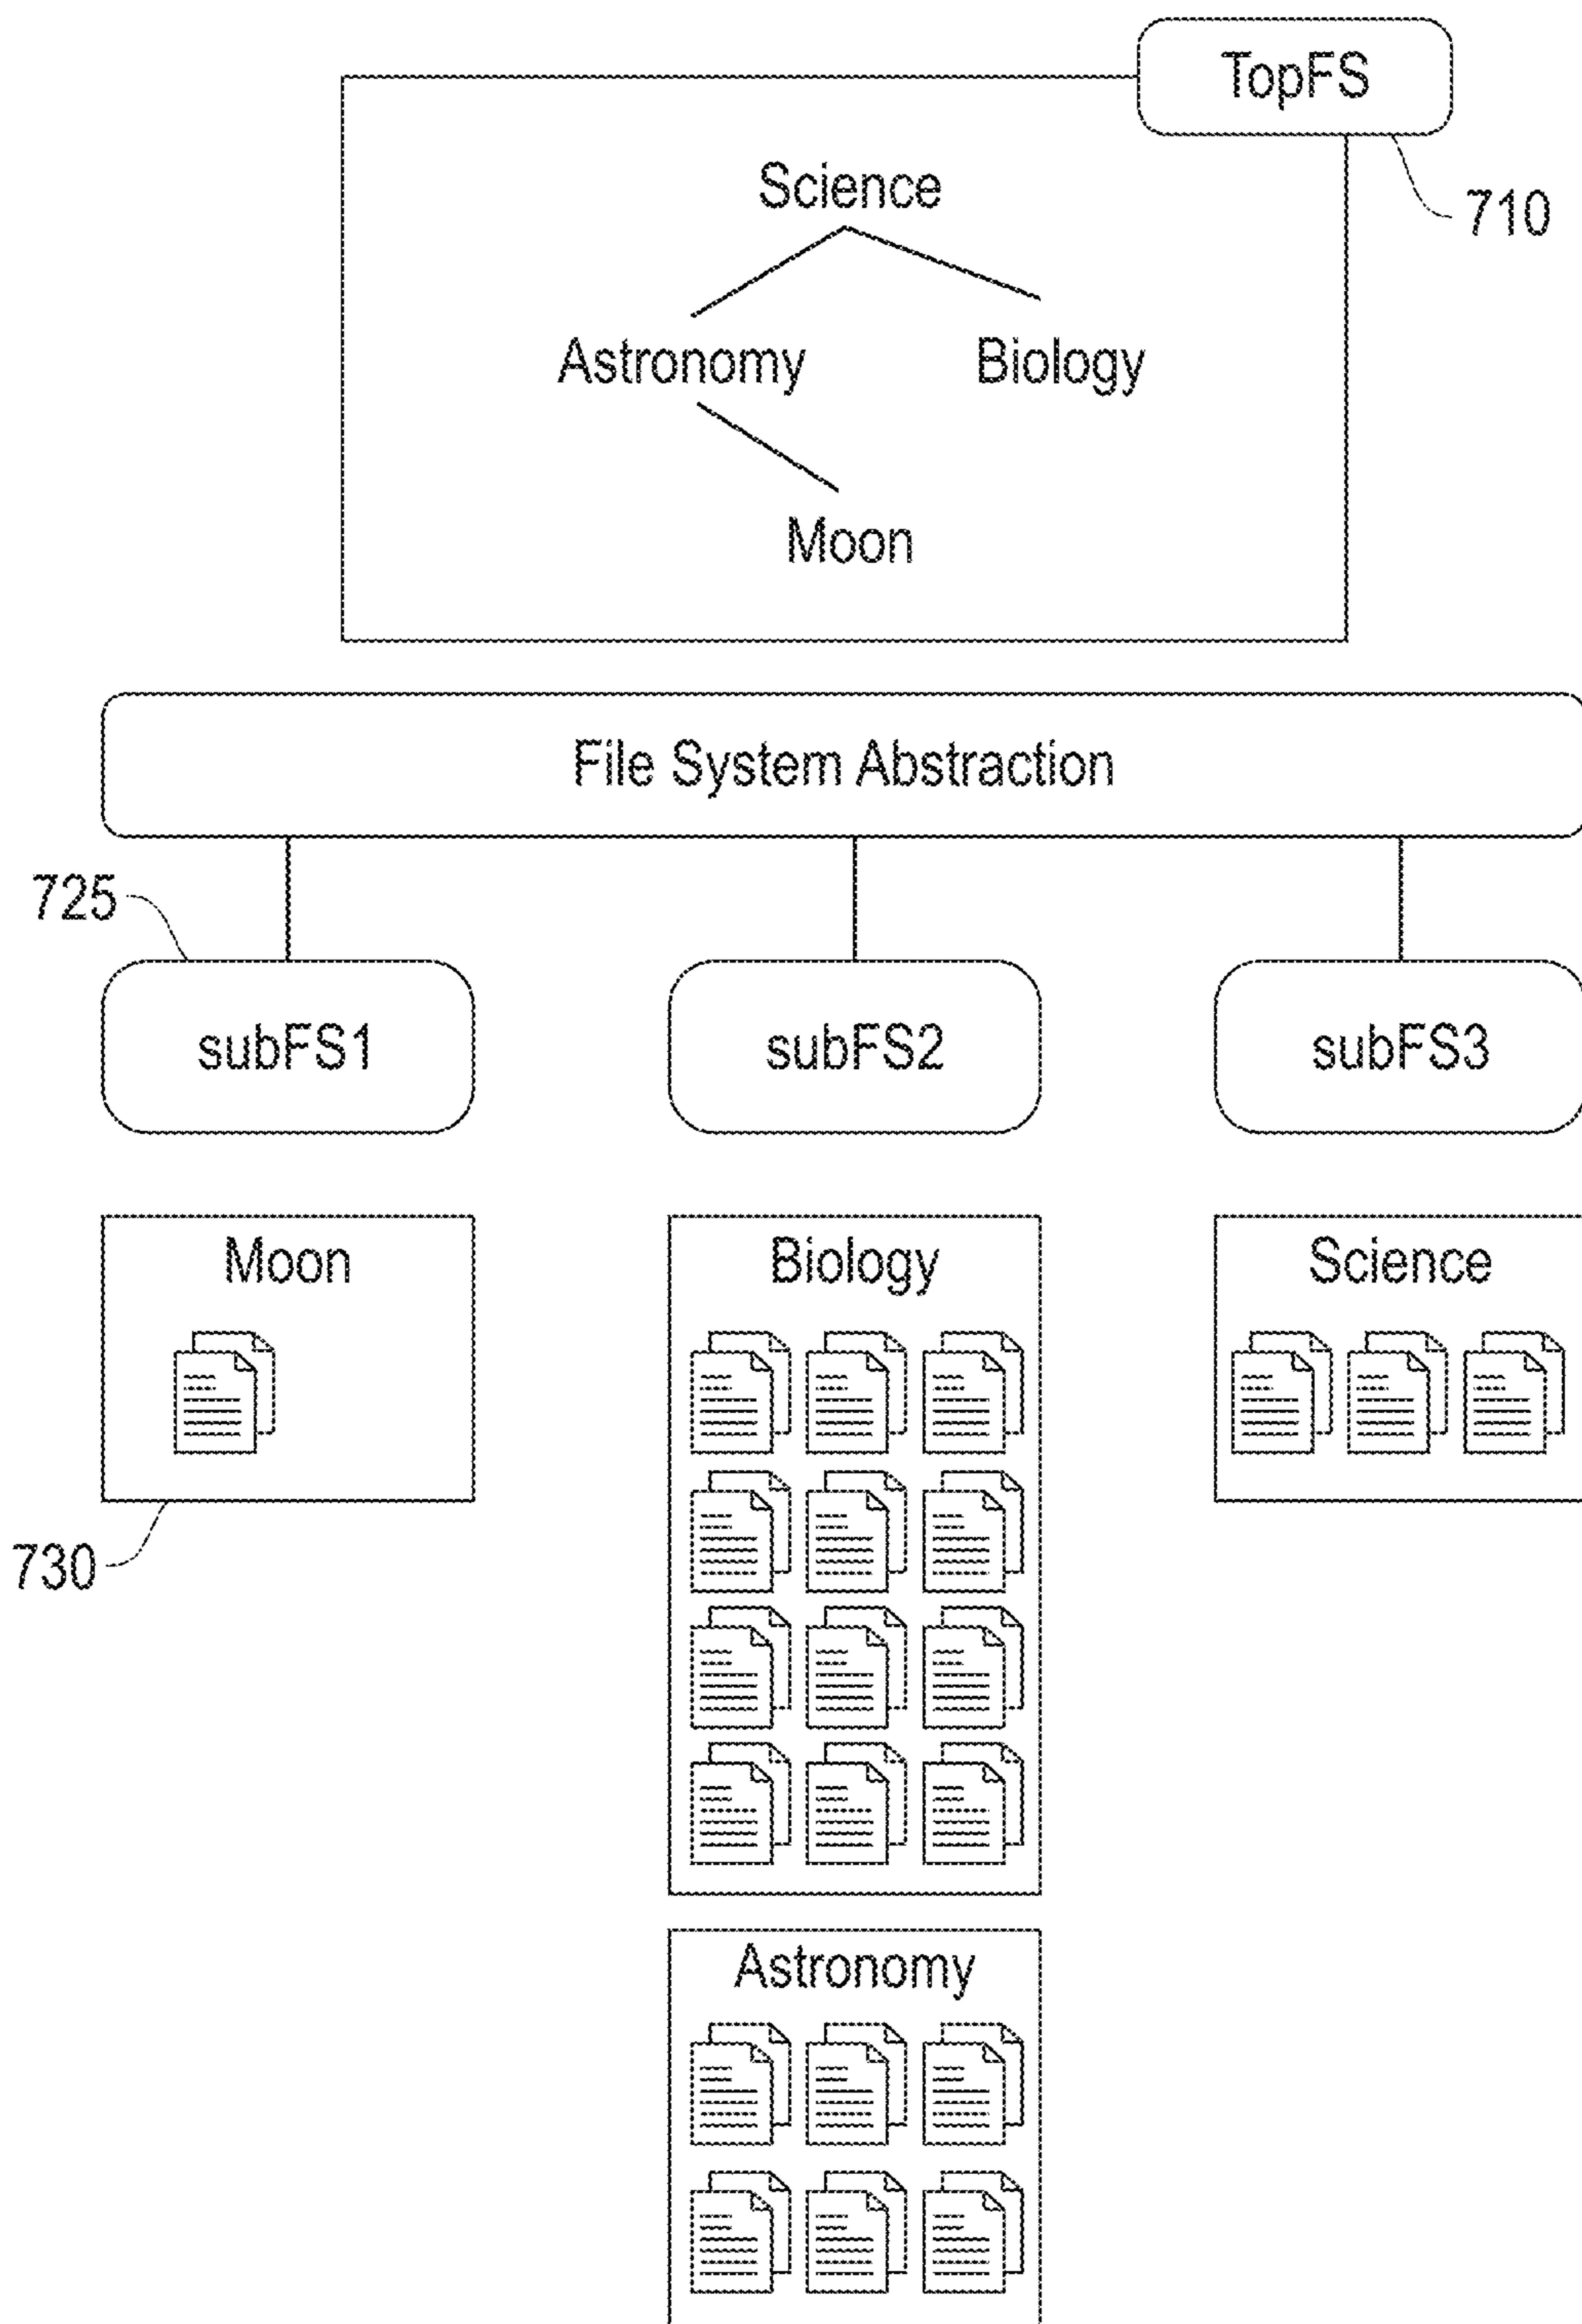 TopFS
710
Science
Astronomy Biology
Moon
File System Abstraction
725
subFS1 subFS2 subFS3
Moon Biology Science
730
Astronomy